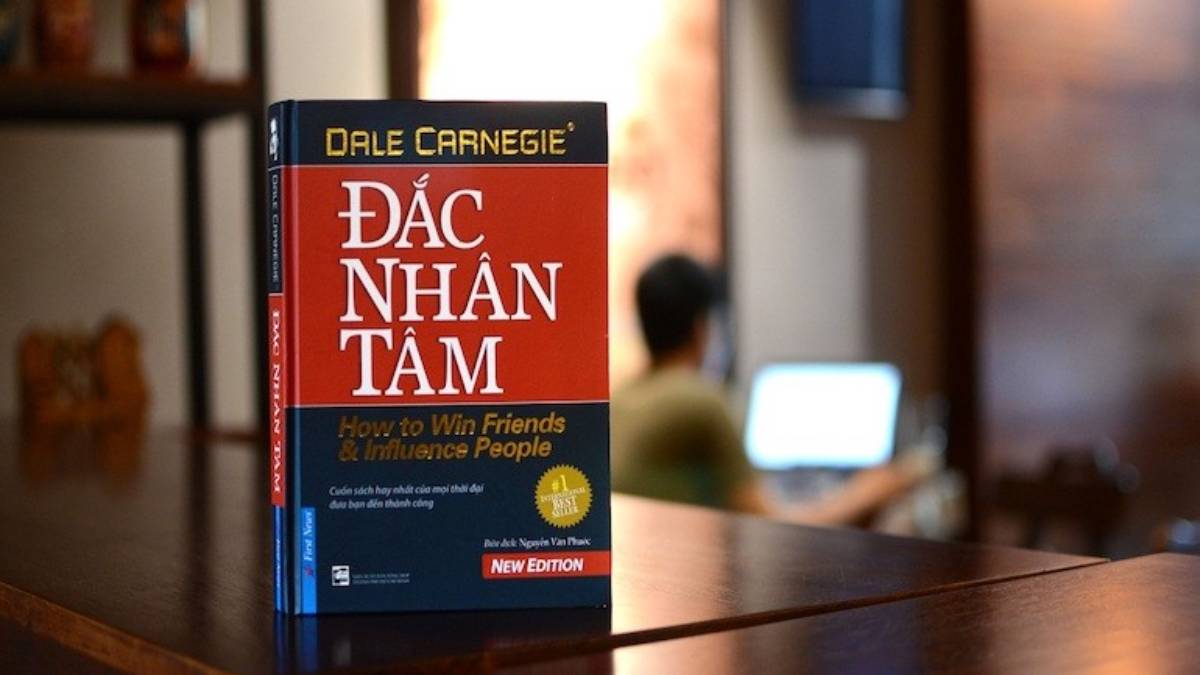 DALE CARNEGIE®
ĐẮC
NHÂN
TÂM
How to Win Friends
& Influence People
Cuốn sách hay nhất của mọi thời đại
đưa bạn đến thành công
#1
INTERNATIONAL
BEST
SELLER
Bút dịch: Nguyễn Văn Phước
NEW EDITION
DALE CARNEGIE
ĐẮC NHÂN TÂM
First News